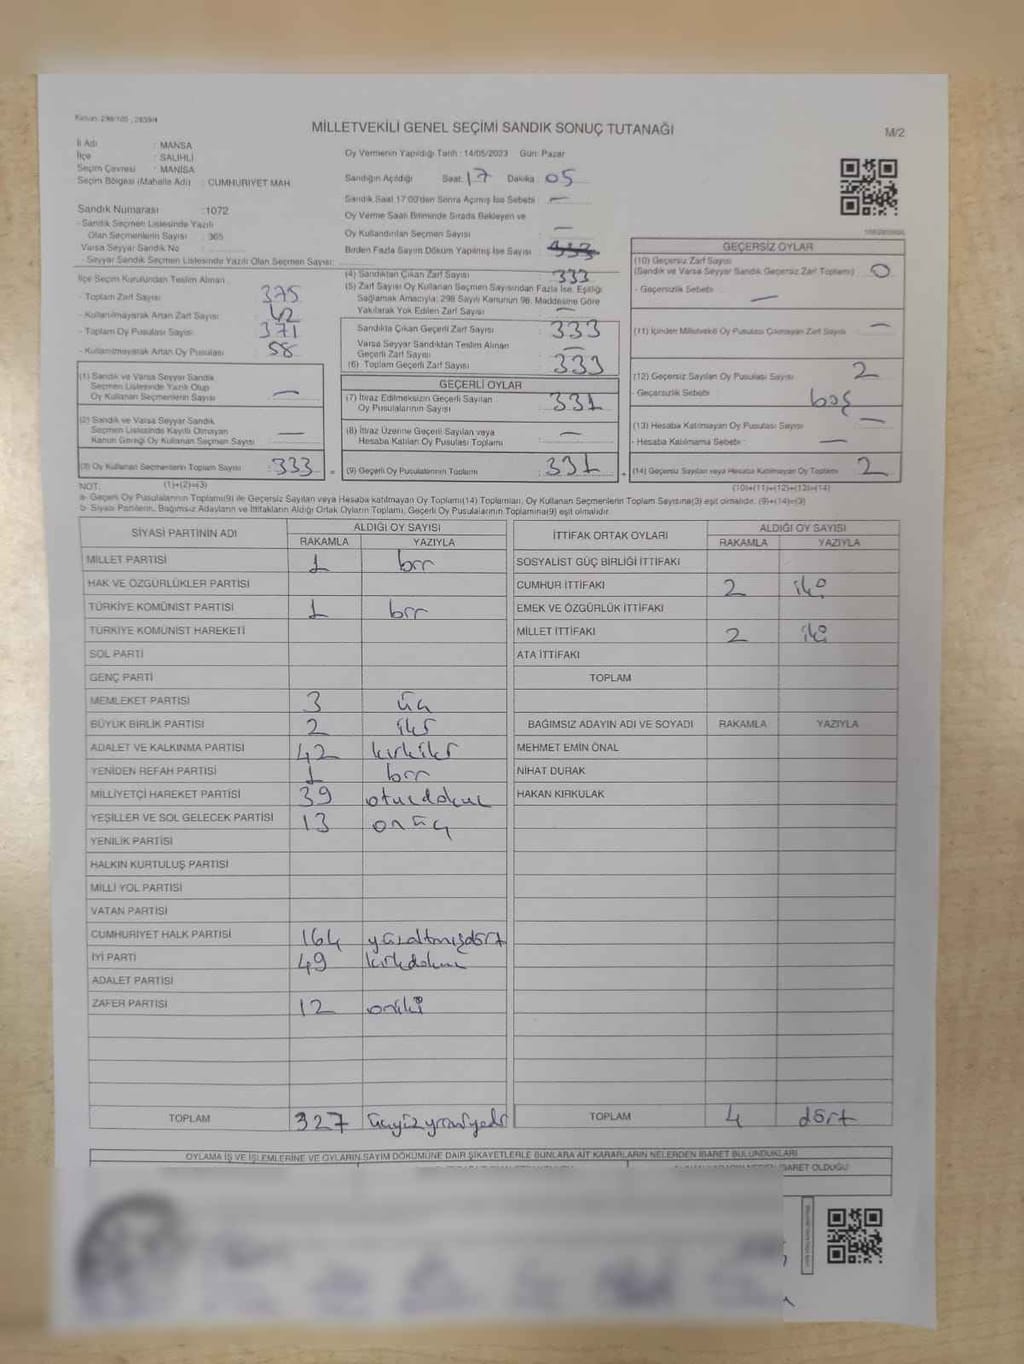 Kanun: 298/105 , 2839/4
MİLLETVEKİLİ GENEL SEÇİMİ SANDIK SONUÇ TUTANAĞI
M/2
İl Adı : MANİSA
İlçe : SALİHLİ
Seçim Çevresi : MANİSA
Seçim Bölgesi (Mahalle Adı) : CUMHURİYET MAH.
Sandık Numarası :1072
- Sandık Seçmen Listesinde Yazılı
Olan Seçmenlerin Sayısı : 365
Varsa Seyyar Sandık No :
- Seyyar Sandık Seçmen Listesinde Yazılı Olan Seçmen Sayısı:
Oy Vermenin Yapıldığı Tarih : 14/05/2023 Gün: Pazar
Sandığın Açıldığı Saat: 17 Dakika: 05
Sandık Saat 17:00'den Sonra Açılmış İse Sebebi : —
Oy Verme Saati Bitiminde Sırada Bekleyen ve
Oy Kullandırılan Seçmen Sayısı : —
Birden Fazla Sayım Döküm Yapılmış İse Sayısı : 333
İlçe Seçim Kurulundan Teslim Alınan
- Toplam Zarf Sayısı : 375
- Kullanılmayarak Artan Zarf Sayısı : 42
- Toplam Oy Pusulası Sayısı : 371
- Kullanılmayarak Artan Oy Pusulası : 58
(1) Sandık ve Varsa Seyyar Sandık
Seçmen Listesinde Yazılı Olup
Oy Kullanan Seçmenlerin Sayısı : —
(2) Sandık ve Varsa Seyyar Sandık
Seçmen Listesinde Kayıtlı Olmayan
Kanun Gereği Oy Kullanan Seçmen Sayısı : —
(3) Oy Kullanan Seçmenlerin Toplam Sayısı : 333
(1)+(2)=(3)
(4) Sandıktan Çıkan Zarf Sayısı : 333
(5) Zarf Sayısı Oy Kullanan Seçmen Sayısından Fazla İse, Eşitliği
Sağlamak Amacıyla; 298 Sayılı Kanunun 98. Maddesine Göre
Yakılarak Yok Edilen Zarf Sayısı : —
Sandıkta Çıkan Geçerli Zarf Sayısı : 333
Varsa Seyyar Sandıktan Teslim Alınan
Geçerli Zarf Sayısı : —
(6) Toplam Geçerli Zarf Sayısı : 333
GEÇERLİ OYLAR
(7) İtiraz Edilmeksizin Geçerli Sayılan
Oy Pusulalarının Sayısı : 331
(8) İtiraz Üzerine Geçerli Sayılan veya
Hesaba Katılan Oy Pusulası Toplamı : —
(9) Geçerli Oy Pusulalarının Toplamı : 331
GEÇERSİZ OYLAR
(10) Geçersiz Zarf Sayısı
(Sandık ve Varsa Seyyar Sandık Geçersiz Zarf Toplamı) : 0
- Geçersizlik Sebebi : —
(11) İçinden Milletvekili Oy Pusulası Çıkmayan Zarf Sayısı : —
(12) Geçersiz Sayılan Oy Pusulası Sayısı : 2
- Geçersizlik Sebebi : boş
(13) Hesaba Katılmayan Oy Pusulası Sayısı : —
- Hesaba Katılmama Sebebi : —
(14) Geçersiz Sayılan veya Hesaba Katılmayan Oy Toplamı : 2
(10)+(11)+(12)+(13)=(14)
NOT:
a- Geçerli Oy Pusulalarının Toplamı(9) ile Geçersiz Sayılan veya Hesaba katılmayan Oy Toplamı(14) Toplamları, Oy Kullanan Seçmenlerin Toplam Sayısına(3) eşit olmalıdır. (9)+(14)=(3)
b- Siyasi Partilerin, Bağımsız Adayların ve İttifakların Aldığı Ortak Oyların Toplamı, Geçerli Oy Pusulalarının Toplamına(9) eşit olmalıdır.
SİYASİ PARTİNİN ADI ALDIĞI OY SAYISI
RAKAMLA YAZIYLA
MİLLET PARTİSİ 1 bir
HAK VE ÖZGÜRLÜKLER PARTİSİ
TÜRKİYE KOMÜNİST PARTİSİ 1 bir
TÜRKİYE KOMÜNİST HAREKETİ
SOL PARTİ
GENÇ PARTİ
MEMLEKET PARTİSİ 3 üç
BÜYÜK BİRLİK PARTİSİ 2 iki
ADALET VE KALKINMA PARTİSİ 42 kırkiki
YENİDEN REFAH PARTİSİ 1 bir
MİLLİYETÇİ HAREKET PARTİSİ 39 otuzdokuz
YEŞİLLER VE SOL GELECEK PARTİSİ 13 onüç
YENİLİK PARTİSİ
HALKIN KURTULUŞ PARTİSİ
MİLLİ YOL PARTİSİ
VATAN PARTİSİ
CUMHURİYET HALK PARTİSİ 164 yüzaltmışdört
İYİ PARTİ 49 kırkdokuz
ADALET PARTİSİ
ZAFER PARTİSİ 12 oniki
TOPLAM 327 üçyüzyirmiyedi
İTTİFAK ORTAK OYLARI ALDIĞI OY SAYISI
RAKAMLA YAZIYLA
SOSYALİST GÜÇ BİRLİĞİ İTTİFAKI
CUMHUR İTTİFAKI 2 iki
EMEK VE ÖZGÜRLÜK İTTİFAKI
MİLLET İTTİFAKI 2 iki
ATA İTTİFAKI
TOPLAM
BAĞIMSIZ ADAYIN ADI VE SOYADI RAKAMLA YAZIYLA
MEHMET EMİN ÖNAL
NİHAT DURAK
HAKAN KIRKULAK
TOPLAM 4 dört
OYLAMA İŞ VE İŞLEMLERİNE VE OYLARIN SAYIM DÖKÜMÜNE DAİR ŞİKAYETLERLE BUNLARA AİT KARARLARIN NELERDEN İBARET BULUNDUKLARI
İBARET OLDUĞU